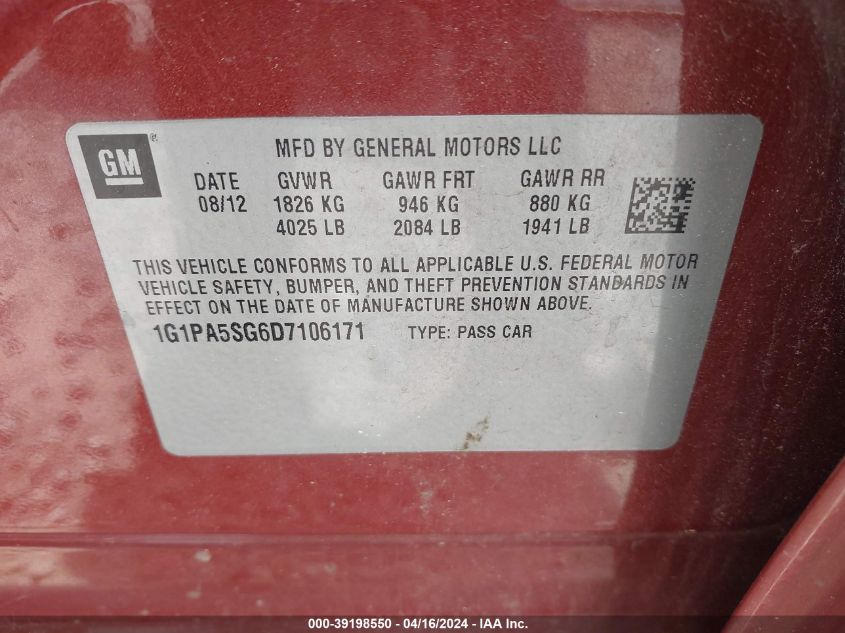 GM ®
MFD BY GENERAL MOTORS LLC
DATE GVWR GAWR FRT GAWR RR
08/12 1826 KG 946 KG 880 KG
4025 LB 2084 LB 1941 LB
THIS VEHICLE CONFORMS TO ALL APPLICABLE U.S. FEDERAL MOTOR
VEHICLE SAFETY, BUMPER, AND THEFT PREVENTION STANDARDS IN
EFFECT ON THE DATE OF MANUFACTURE SHOWN ABOVE.
1G1PA5SG6D7106171 TYPE: PASS CAR
000-39198550 - 04/16/2024 - IAA Inc.